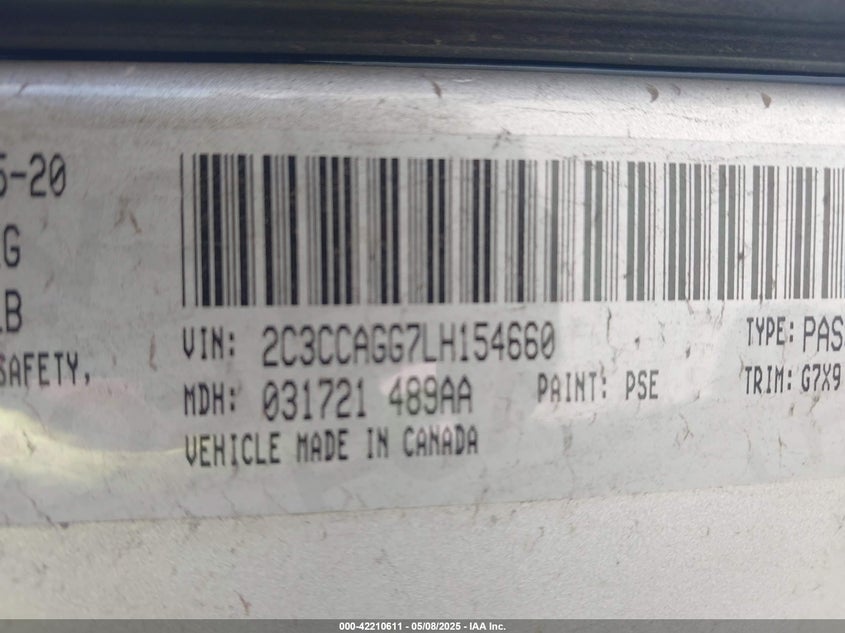 5-20
G
LB
SAFETY,
VIN: 2C3CCAGG7LH154660
TYPE: PAS
MDH: 031721 489AA
PAINT: PSE
TRIM: G7X9
VEHICLE MADE IN CANADA
000-42210611 - 05/08/2025 - IAA Inc.